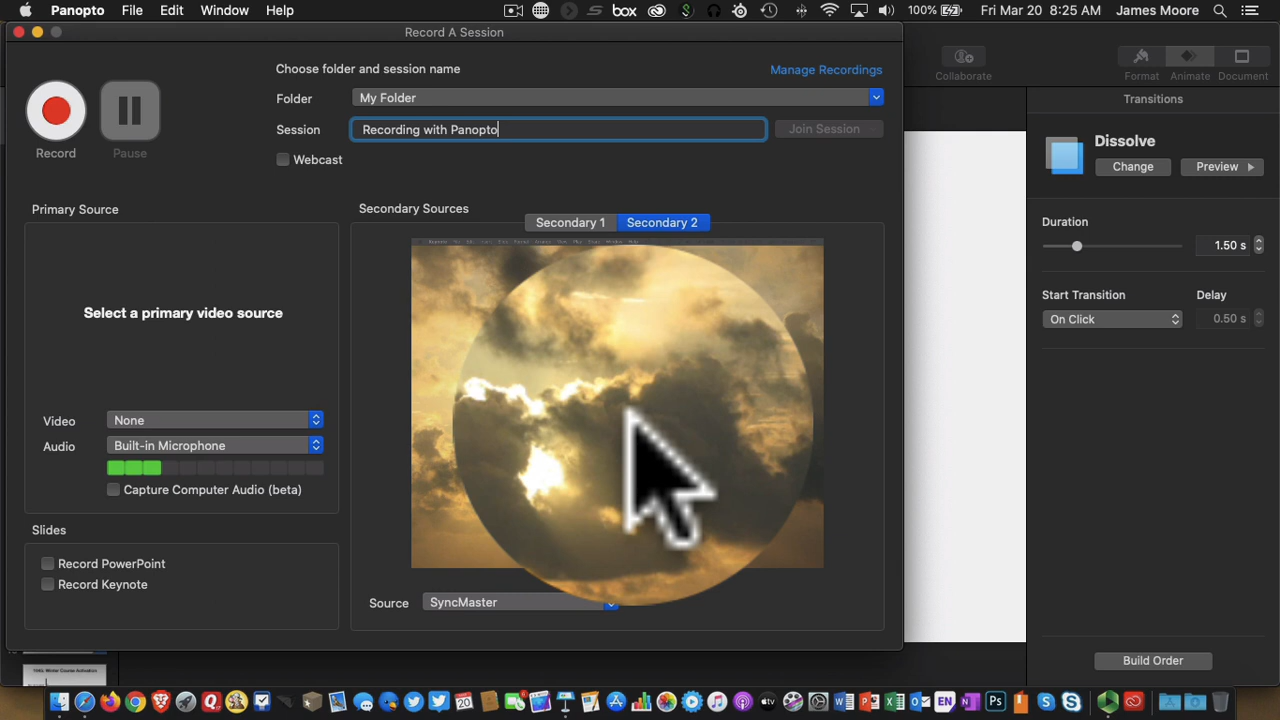 Panopto File Edit Window Help box 100% Fri Mar 20 8:25 AM James Moore
Record A Session
Choose folder and session name
Manage Recordings
Folder My Folder
Session Recording with Panopto Join Session
Webcast
Record Pause
Primary Source
Select a primary video source
Video None
Audio Built-in Microphone
Capture Computer Audio (beta)
Slides
Record PowerPoint
Record Keynote
Secondary Sources
Secondary 1 Secondary 2
Source SyncMaster
Collaborate Format Animate Document
Transitions
Dissolve
Change Preview
Duration
1.50 s
Start Transition Delay
On Click 0.50 s
Build Order
20
EN